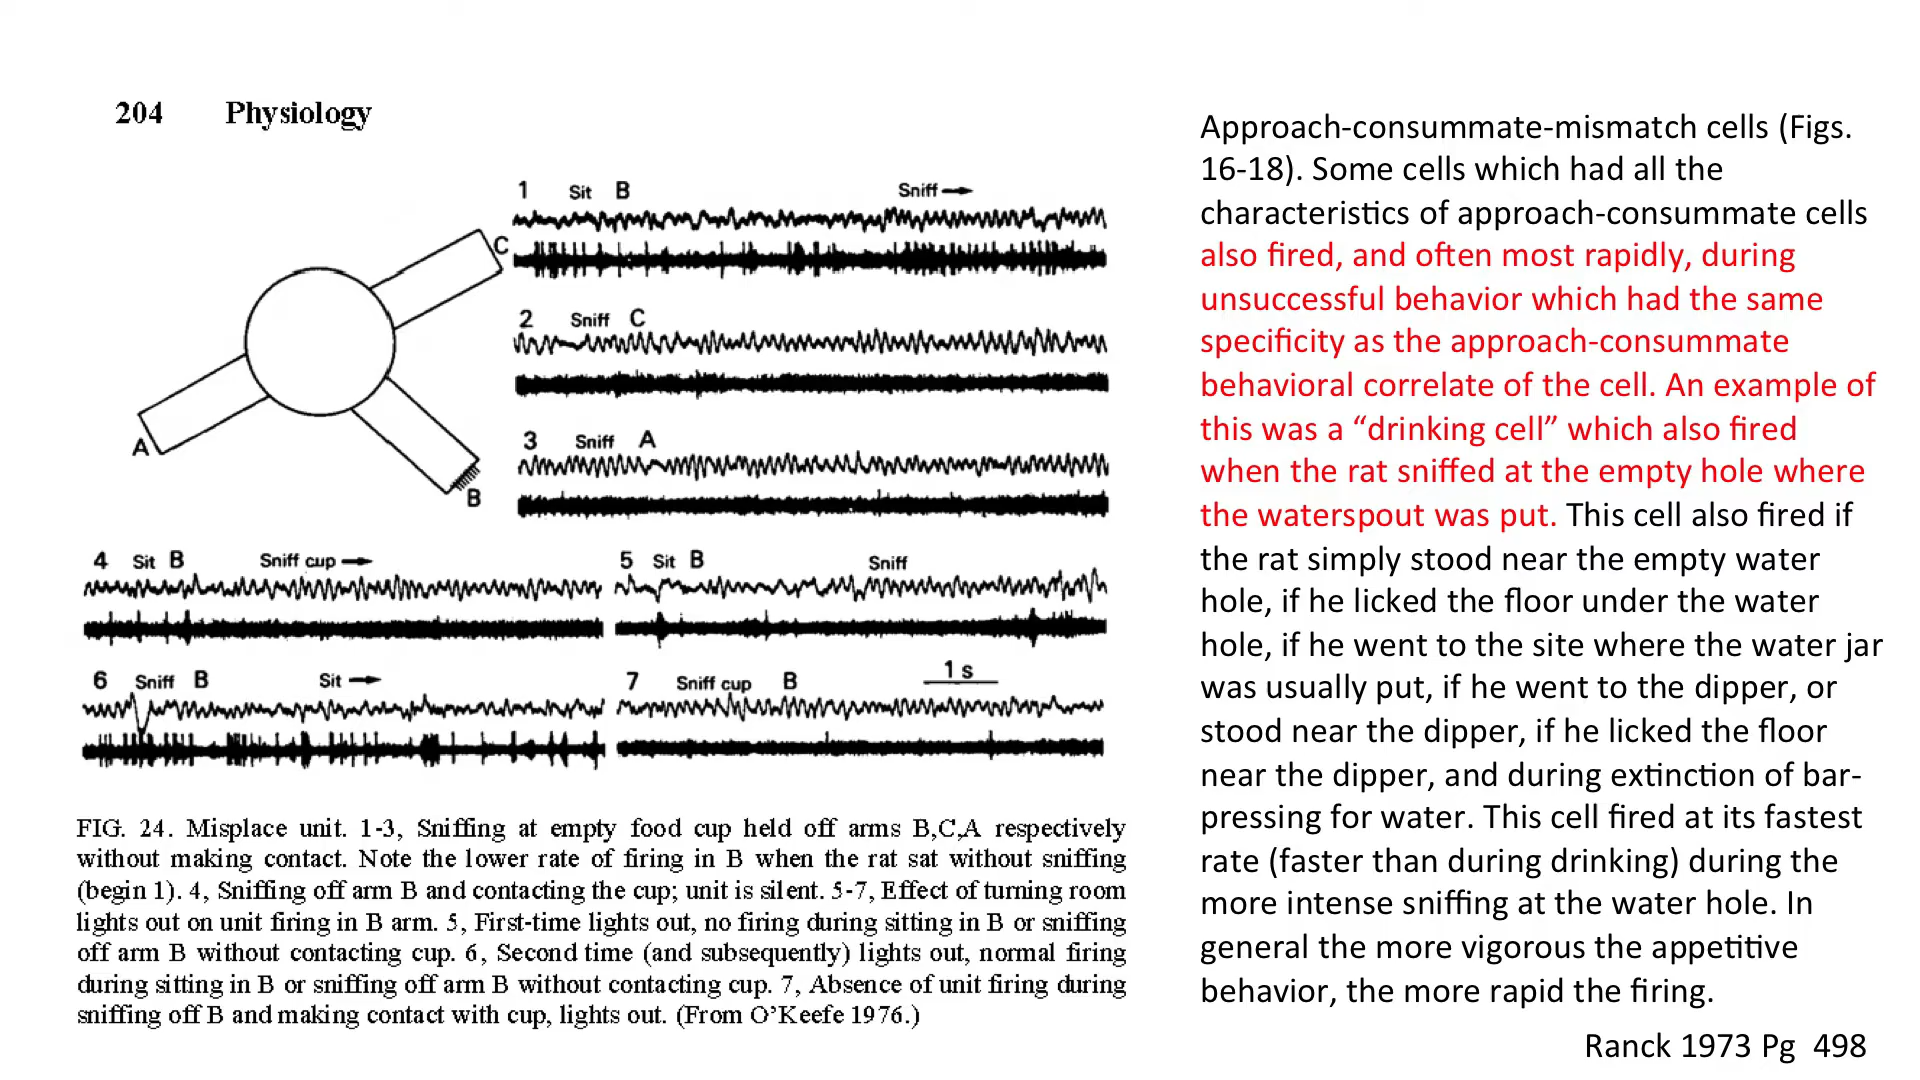 204 Physiology
1 Sit B Sniff
C
2 Sniff C
3 Sniff A
A
B
4 Sit B Sniff cup
5 Sit B Sniff
6 Sniff B Sit
7 Sniff cup B
1 s
FIG. 24. Misplace unit. 1-3, Sniffing at empty food cup held off arms B,C,A respectively
without making contact. Note the lower rate of firing in B when the rat sat without sniffing
(begin 1). 4, Sniffing off arm B and contacting the cup; unit is silent. 5-7, Effect of turning room
lights out on unit firing in B arm. 5, First-time lights out, no firing during sitting in B or sniffing
off arm B without contacting cup. 6, Second time (and subsequently) lights out, normal firing
during sitting in B or sniffing off arm B without contacting cup. 7, Absence of unit firing during
sniffing off B and making contact with cup, lights out. (From O'Keefe 1976.)
Approach-consummate-mismatch cells (Figs.
16-18). Some cells which had all the
characteristics of approach-consummate cells
also fired, and often most rapidly, during
unsuccessful behavior which had the same
specificity as the approach-consummate
behavioral correlate of the cell. An example of
this was a “drinking cell” which also fired
when the rat sniffed at the empty hole where
the waterspout was put. This cell also fired if
the rat simply stood near the empty water
hole, if he licked the floor under the water
hole, if he went to the site where the water jar
was usually put, if he went to the dipper, or
stood near the dipper, if he licked the floor
near the dipper, and during extinction of bar-
pressing for water. This cell fired at its fastest
rate (faster than during drinking) during the
more intense sniffing at the water hole. In
general the more vigorous the appetitive
behavior, the more rapid the firing.
Ranck 1973 Pg 498